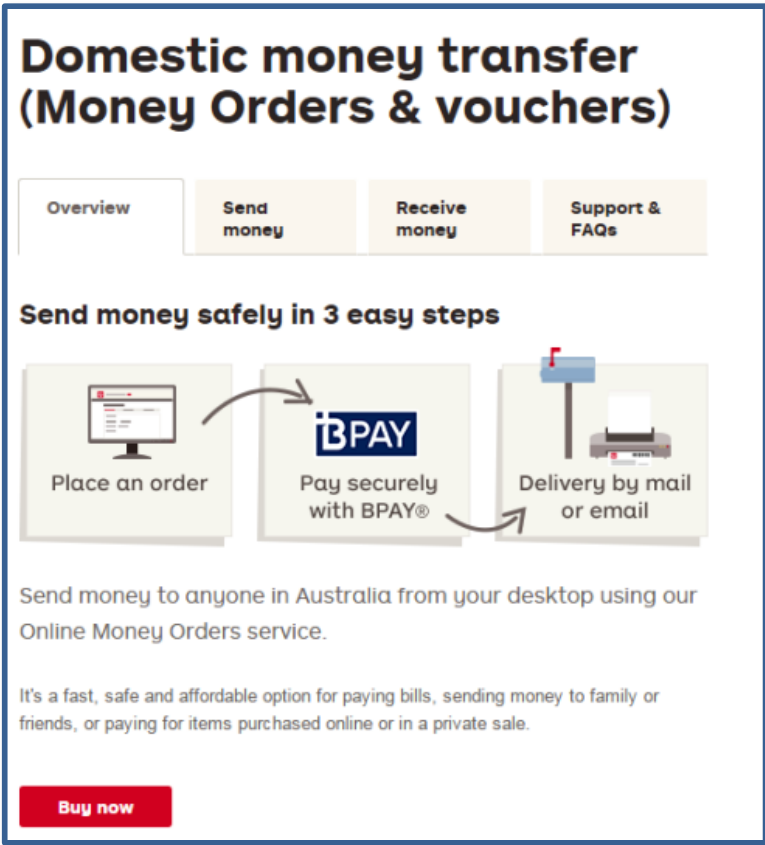 Domestic money transfer
(Money Orders & vouchers)
Overview
Send
money
Receive
money
Support &
FAQs
Send money safely in 3 easy steps
Place an order
BPAY
Pay securely
with BPAY®
Delivery by mail
or email
Send money to anyone in Australia from your desktop using our
Online Money Orders service.
It's a fast, safe and affordable option for paying bills, sending money to family or
friends, or paying for items purchased online or in a private sale.
Buy now